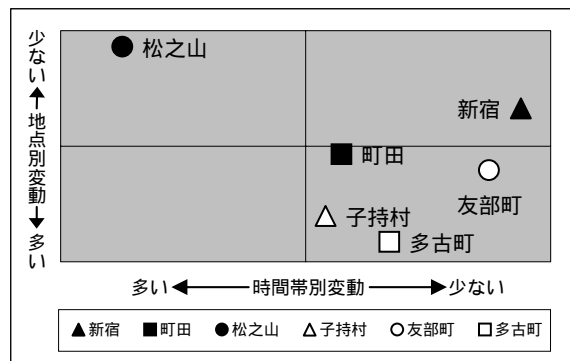 少ない←地点別変動→多い
松之山
新宿
町田
友部町
子持村
多古町
多い←時間帯別変動→少ない
▲新宿 ■町田 ●松之山 △子持村 ○友部町 □多古町